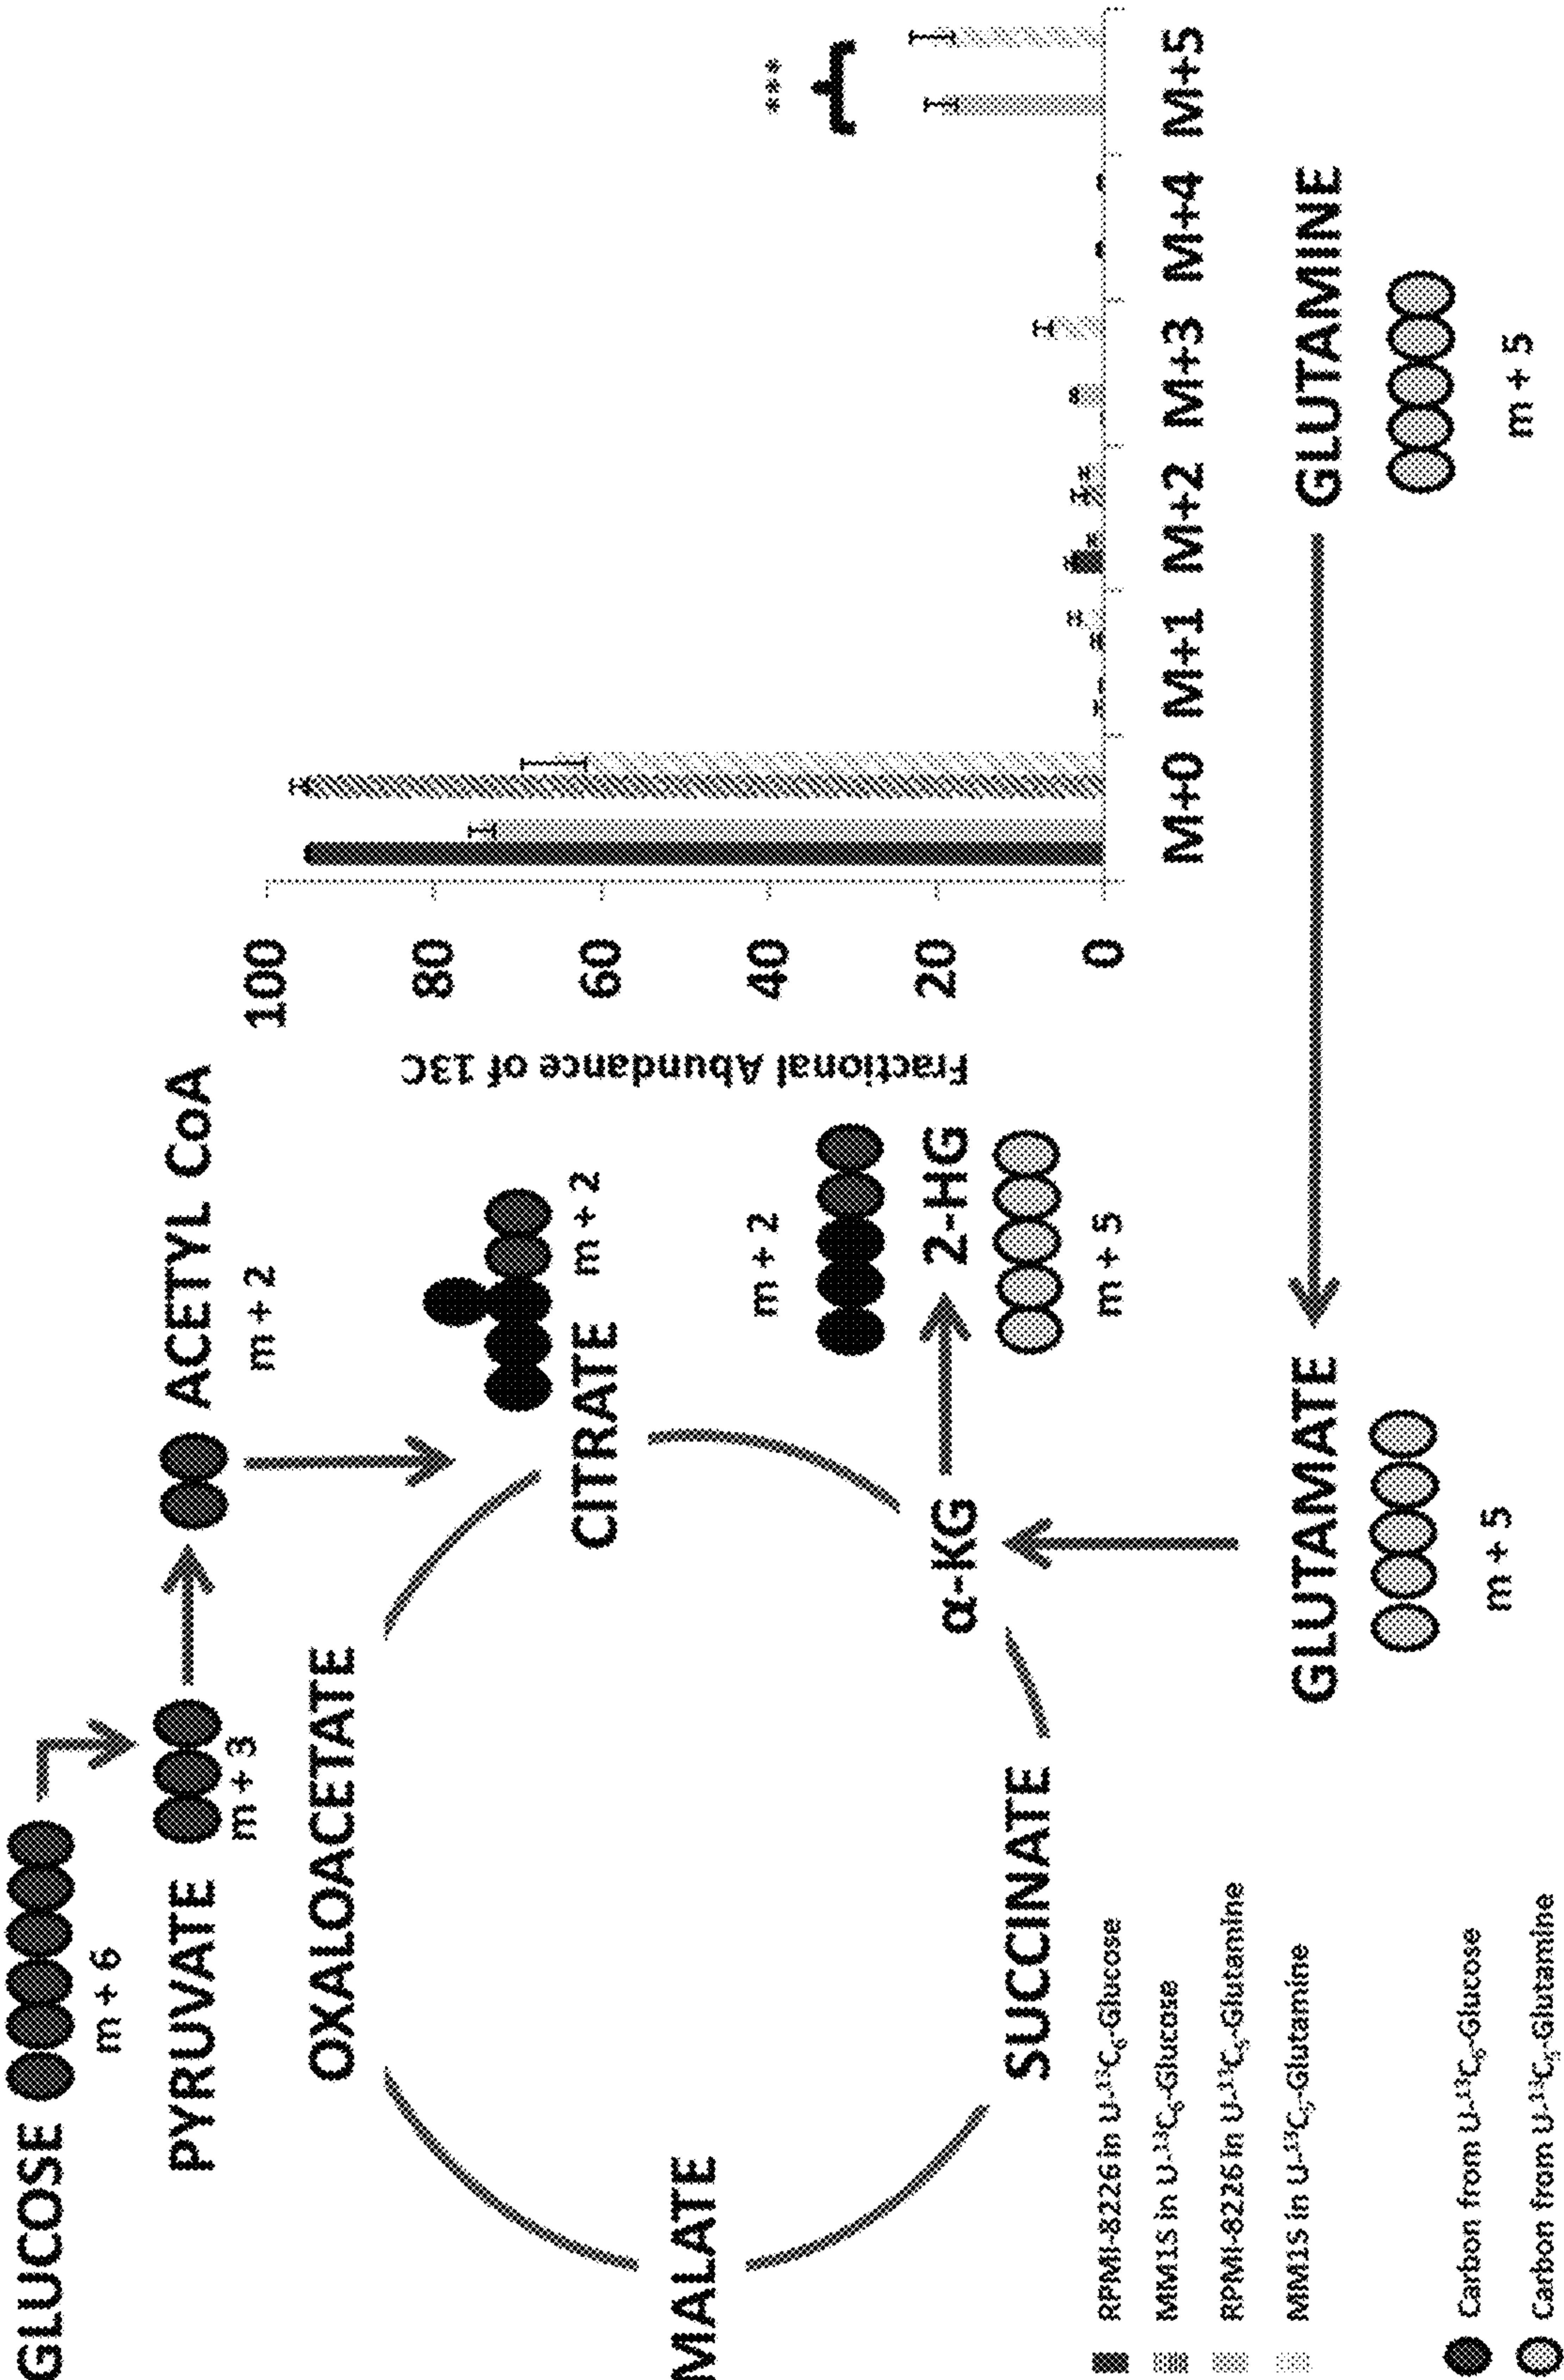 GLUCOSE
m + 6
PYRUVATE
m + 3
ACETYL CoA
m + 2
OXALOACETATE
CITRATE
m + 2
MALATE
SUCCINATE
α-KG
m + 2
2-HG
m + 5
GLUTAMATE
m + 5
GLUTAMINE
m + 5
Fractional Abundance of 13C
100
80
60
40
20
0
M+0 M+1 M+2 M+3 M+4 M+5
***
RPMI-8226 in U-¹³C₆-Glucose
MM1S in U-¹³C₆-Glucose
RPMI-8226 in U-¹³C₅-Glutamine
MM1S in U-¹³C₅-Glutamine
Carbon from U-¹³C₆-Glucose
Carbon from U-¹³C₅-Glutamine